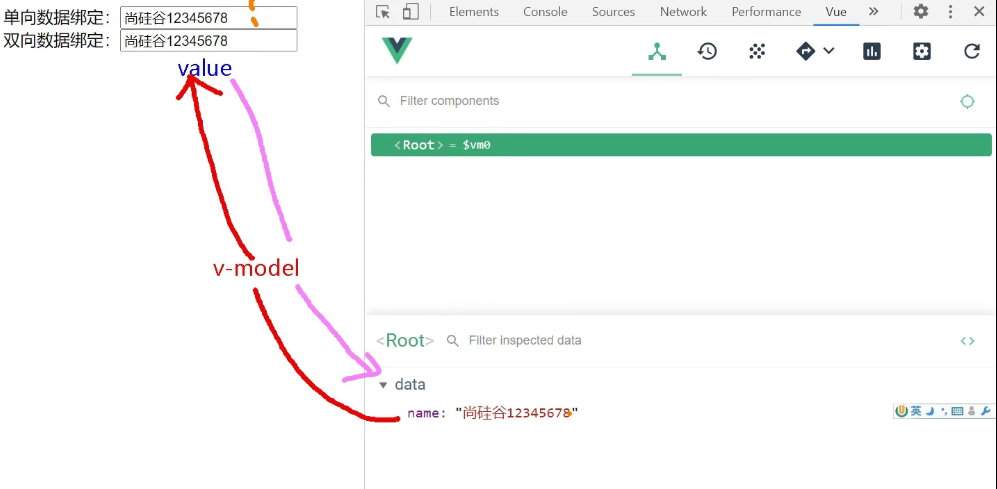 单向数据绑定：尚硅谷12345678
双向数据绑定：尚硅谷12345678
value
v-model
Elements Console Sources Network Performance Vue »
Filter components
<Root> = $vm0
<Root> Filter inspected data <>
data
name: "尚硅谷12345678"
英